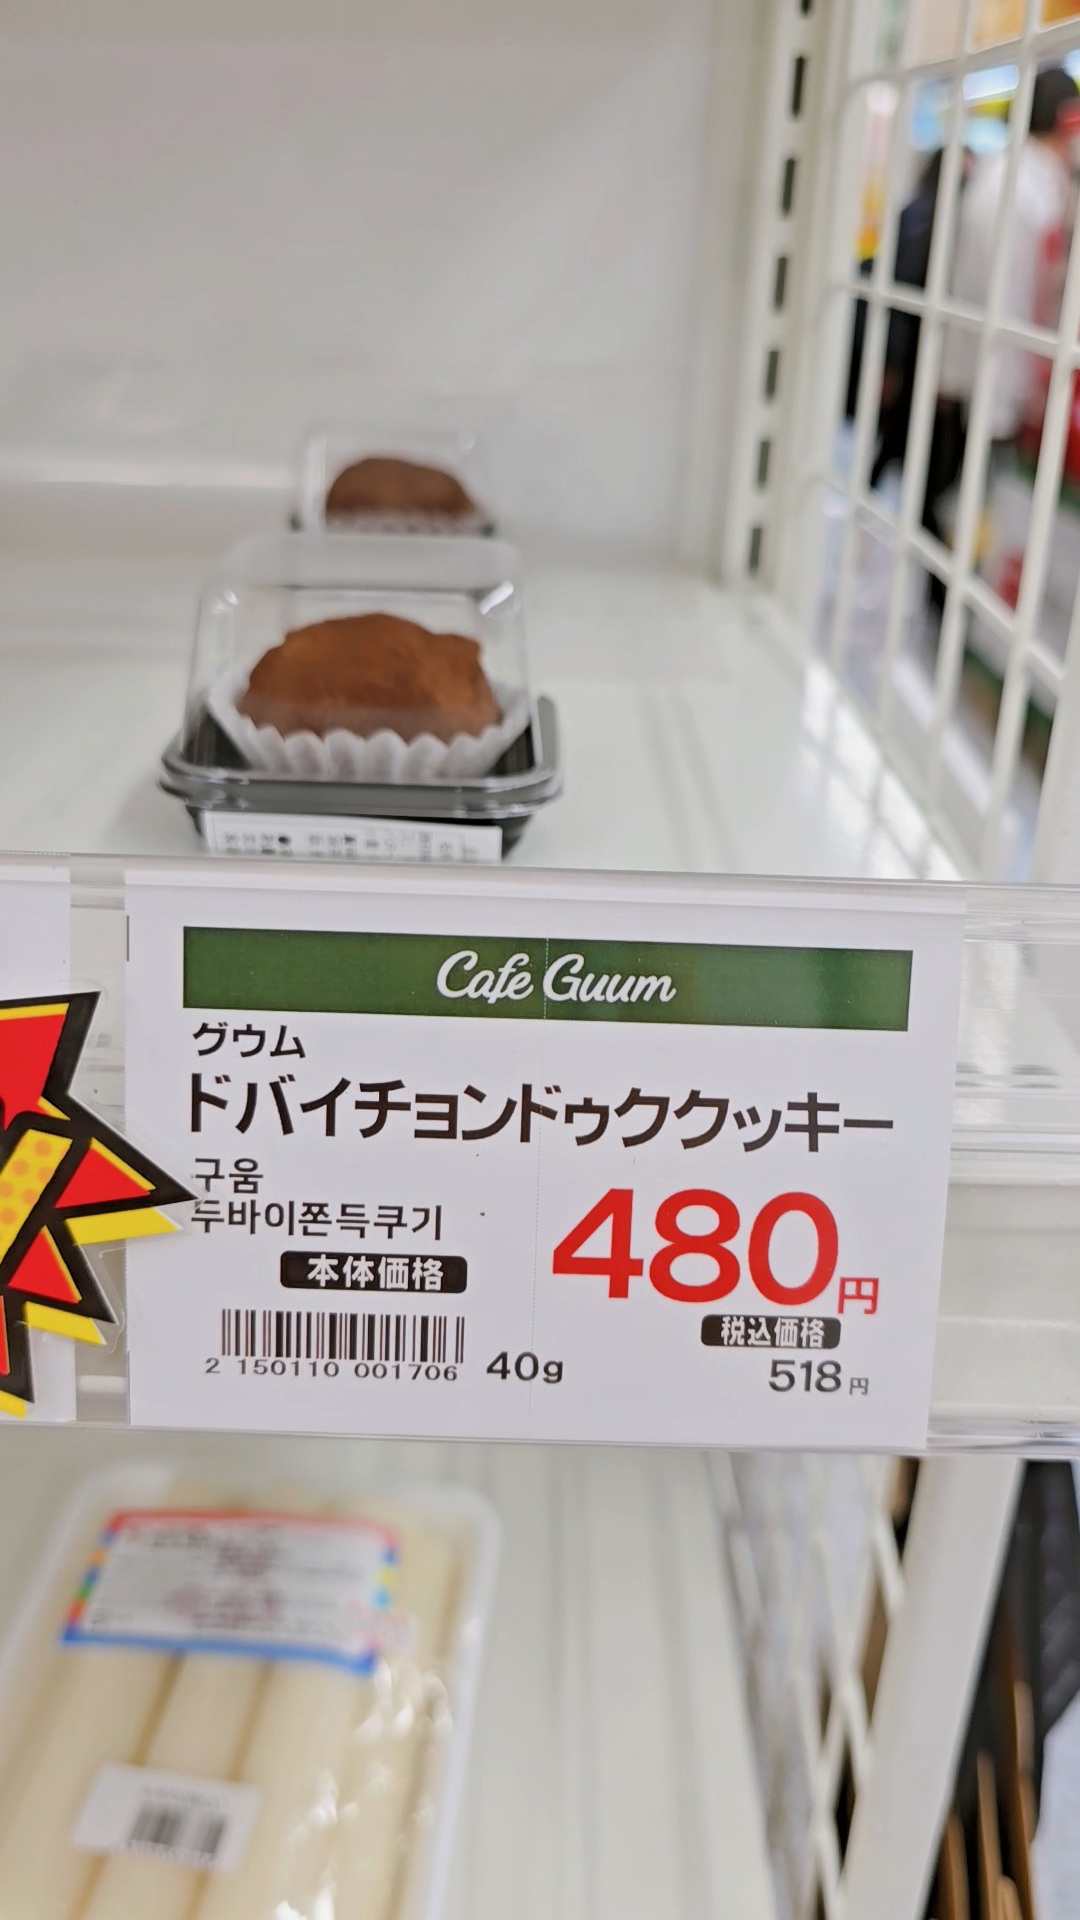 Cafe Guum
グウム
ドバイチョンドゥククッキー
구움
두바이쫀득쿠기
本体価格
480円
税込価格
2 150110 001706 40g
518円